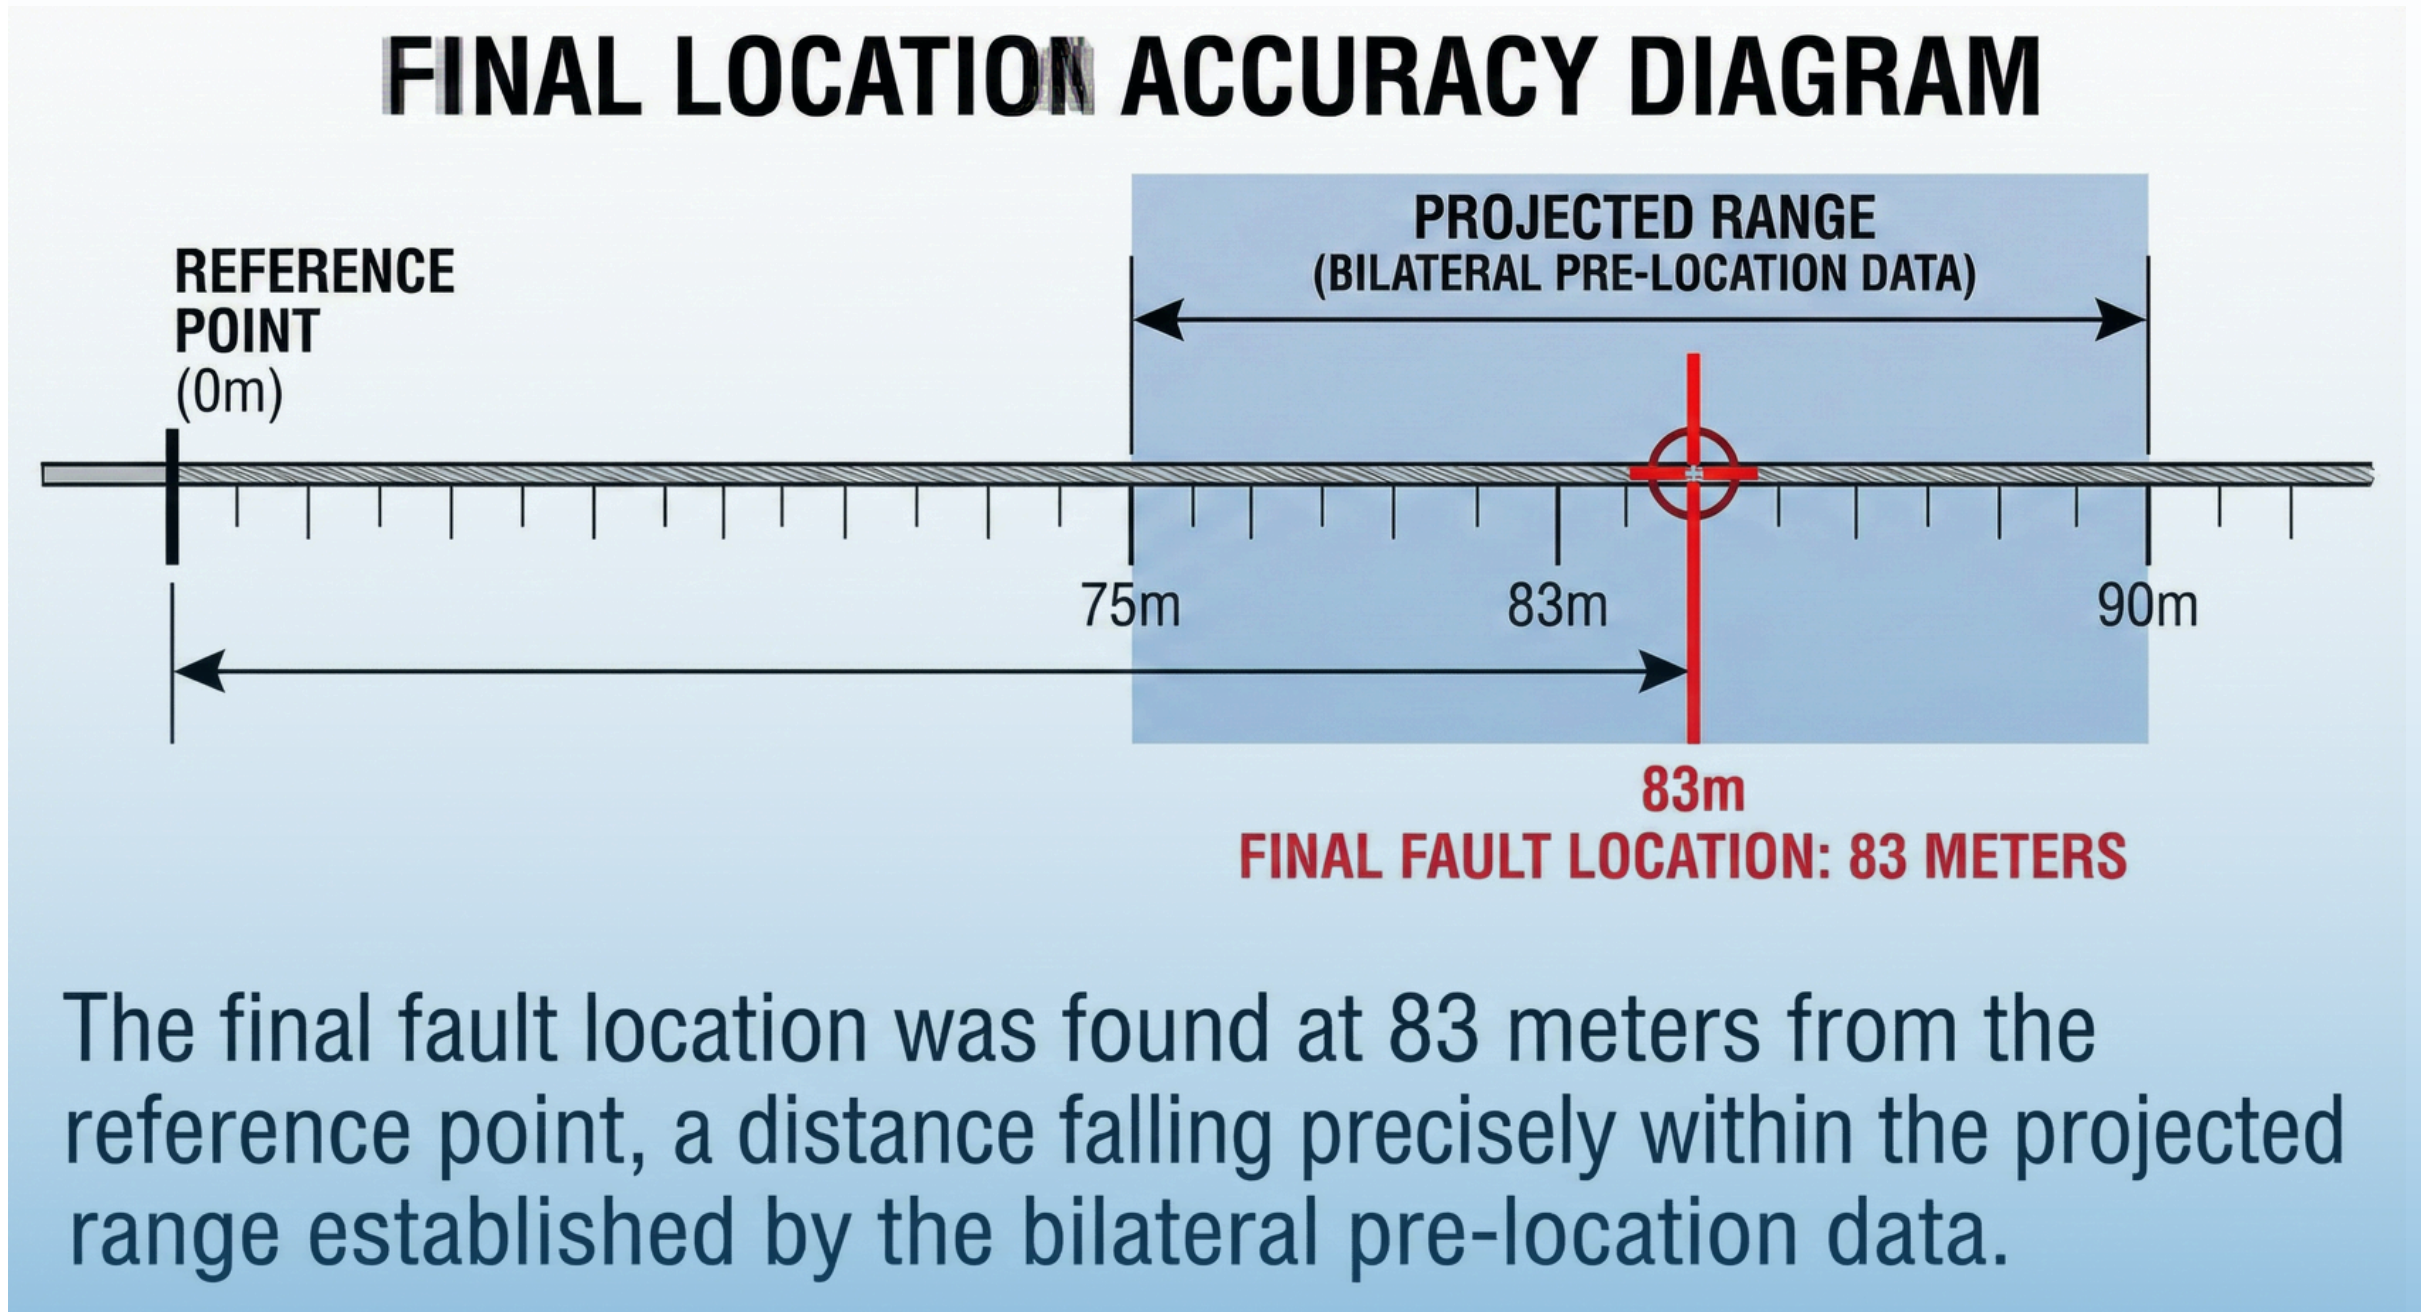 FINAL LOCATION ACCURACY DIAGRAM
PROJECTED RANGE
(BILATERAL PRE-LOCATION DATA)
REFERENCE
POINT
(0m)
75m
83m
90m
83m
FINAL FAULT LOCATION: 83 METERS
The final fault location was found at 83 meters from the
reference point, a distance falling precisely within the projected
range established by the bilateral pre-location data.